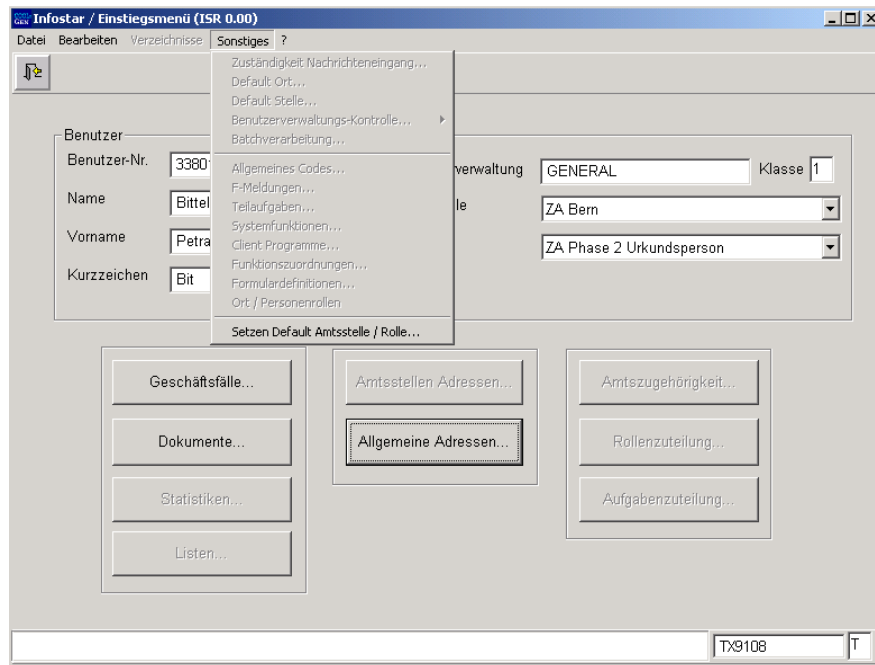 Infostar / Einstiegsmenü (ISR 0.00)
Datei Bearbeiten Verzeichnisse Sonstiges ?
Zuständigkeit Nachrichteneingang...
Default Ort...
Default Stelle...
Benutzerverwaltungs-Kontrolle...
Batchverarbeitung...
Allgemeines Codes...
F-Meldungen...
Teilaufgaben...
Systemfunktionen...
Client Programme...
Funktionszuordnungen...
Formulardefinitionen...
Ort / Personenrollen
Setzen Default Amtsstelle / Rolle...
Benutzer
Benutzer-Nr. 3380
verwaltung GENERAL Klasse 1
Name Bittel
le ZA Bern
Vorname Petra
ZA Phase 2 Urkundsperson
Kurzzeichen Bit
Geschäftsfälle... Amtsstellen Adressen... Amtszugehörigkeit...
Dokumente... Allgemeine Adressen... Rollenzuteilung...
Statistiken... Aufgabenzuteilung...
Listen...
TX9108 T